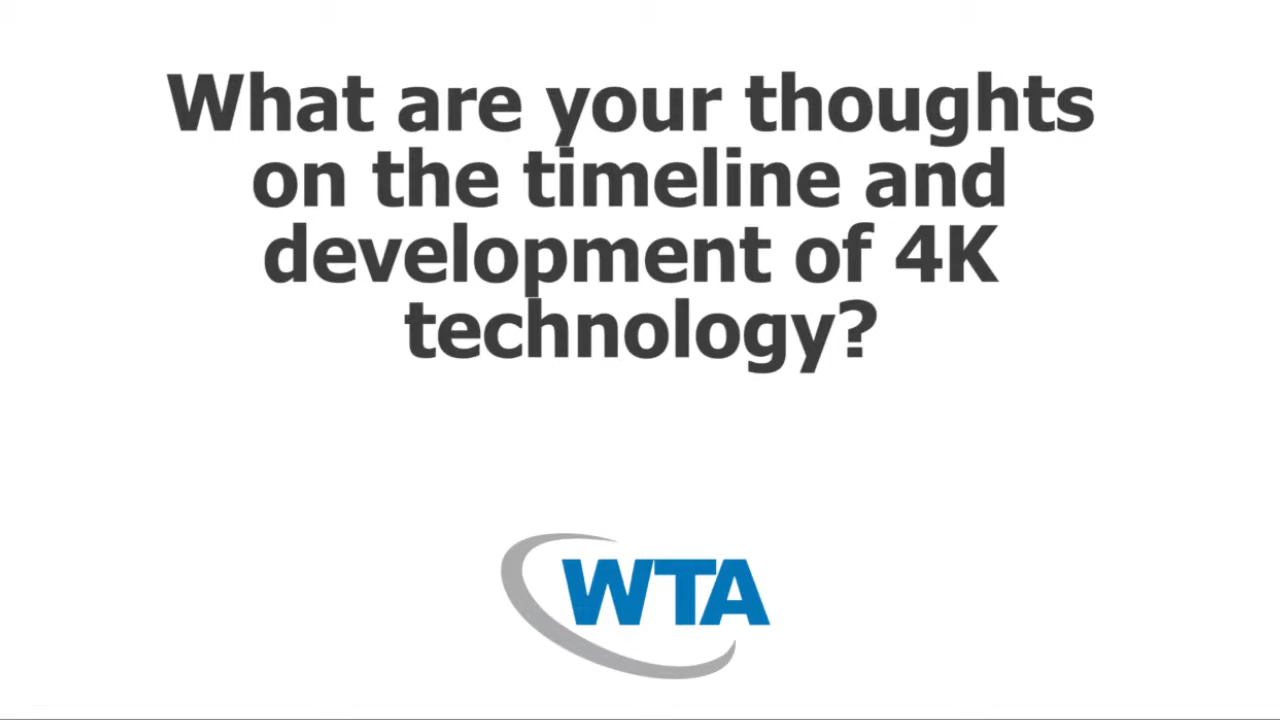 What are your thoughts
on the timeline and
development of 4K
technology?
WTA